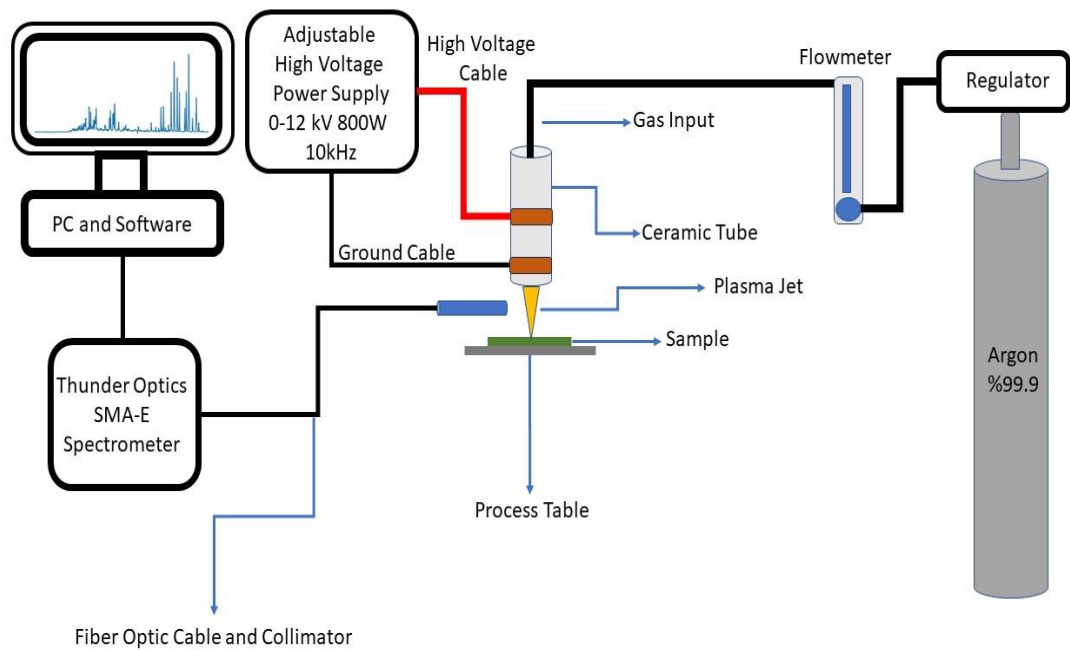 Adjustable
High Voltage
Power Supply
0-12 kV 800W
10kHz
High Voltage
Cable
Flowmeter
Regulator
Gas Input
PC and Software
Ceramic Tube
Ground Cable
Plasma Jet
Sample
Thunder Optics
SMA-E
Spectrometer
Argon
%99.9
Process Table
Fiber Optic Cable and Collimator